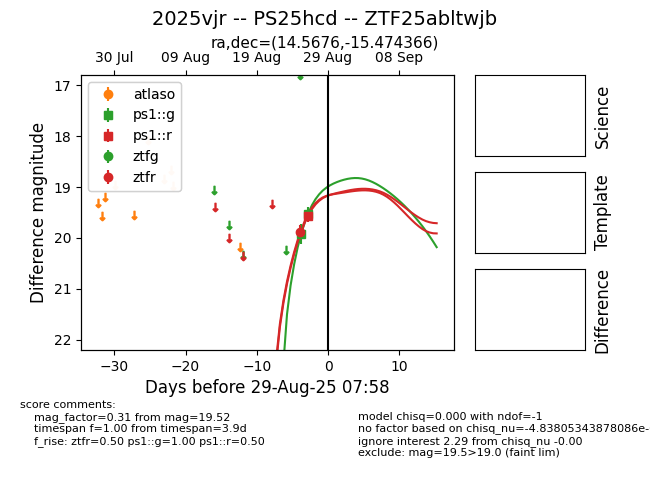 2025vjr -- PS25hcd -- ZTF25abltwjb
ra,dec=(14.5676,-15.474366)
30 Jul 09 Aug 19 Aug 29 Aug 08 Sep
17
18
19
20
21
22
Difference magnitude
atlaso
ps1::g
ps1::r
ztfg
ztfr
−30 −20 −10 0 10
Days before 29-Aug-25 07:58
Science
Template
Difference
score comments:
mag_factor=0.31 from mag=19.52
timespan f=1.00 from timespan=3.9d
f_rise: ztfr=0.50 ps1::g=1.00 ps1::r=0.50
model chisq=0.000 with ndof=-1
no factor based on chisq_nu=-4.83805343878086e-
ignore interest 2.29 from chisq_nu -0.00
exclude: mag=19.5>19.0 (faint lim)